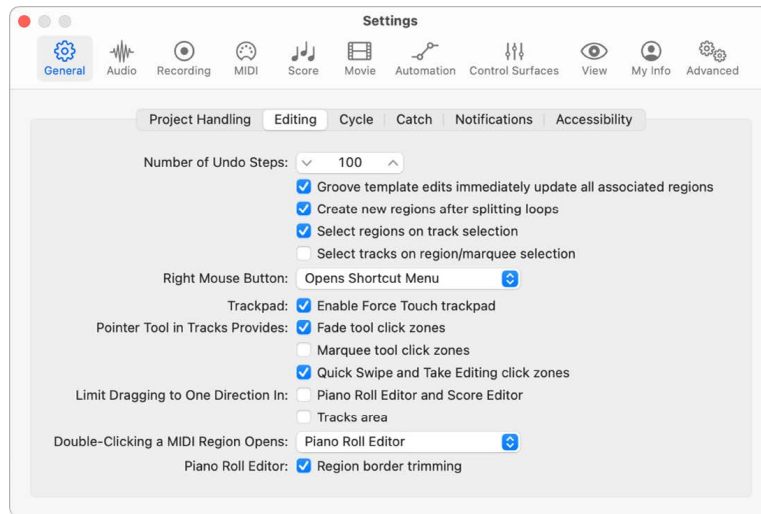 Settings
General Audio Recording MIDI Score Movie Automation Control Surfaces View My Info Advanced
Project Handling Editing Cycle Catch Notifications Accessibility
Number of Undo Steps: 100
Groove template edits immediately update all associated regions
Create new regions after splitting loops
Select regions on track selection
Select tracks on region/marquee selection
Right Mouse Button: Opens Shortcut Menu
Trackpad: Enable Force Touch trackpad
Pointer Tool in Tracks Provides: Fade tool click zones
Marquee tool click zones
Quick Swipe and Take Editing click zones
Limit Dragging to One Direction In: Piano Roll Editor and Score Editor
Tracks area
Double-Clicking a MIDI Region Opens: Piano Roll Editor
Piano Roll Editor: Region border trimming